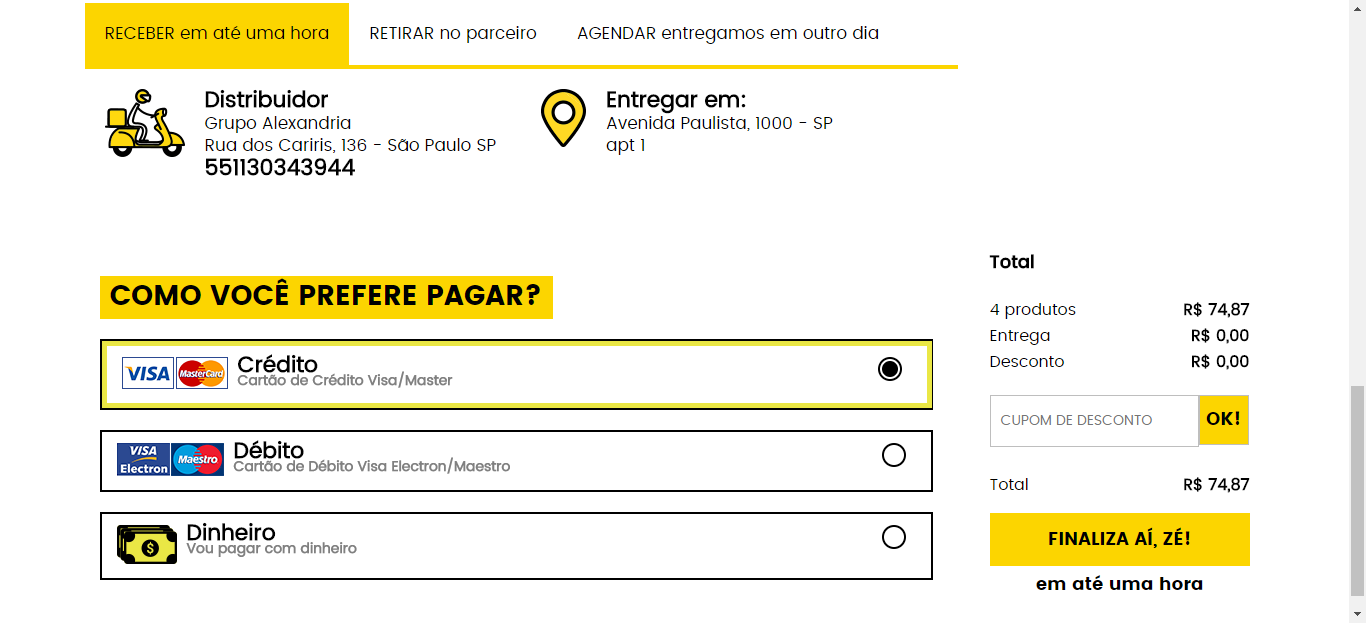 RECEBER em até uma hora
RETIRAR no parceiro
AGENDAR entregamos em outro dia
Distribuidor
Grupo Alexandria
Rua dos Cariris, 136 - São Paulo SP
551130343944
Entregar em:
Avenida Paulista, 1000 - SP
apt 1
COMO VOCÊ PREFERE PAGAR?
VISA MasterCard Crédito
Cartão de Crédito Visa/Master
VISA Electron Maestro Débito
Cartão de Débito Visa Electron/Maestro
$ Dinheiro
Vou pagar com dinheiro
Total
4 produtos R$ 74,87
Entrega R$ 0,00
Desconto R$ 0,00
CUPOM DE DESCONTO OK!
Total R$ 74,87
FINALIZA AÍ, ZÉ!
em até uma hora